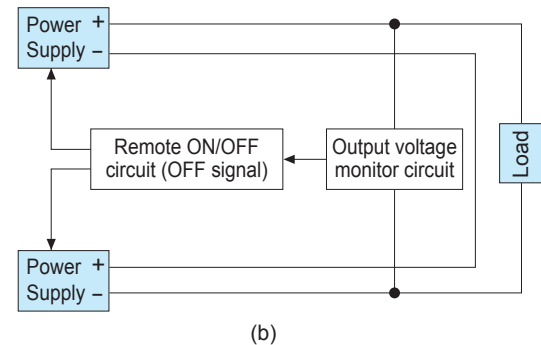 Power +
Supply –
Remote ON/OFF
circuit (OFF signal)
Output voltage
monitor circuit
Load
Power +
Supply –
(b)